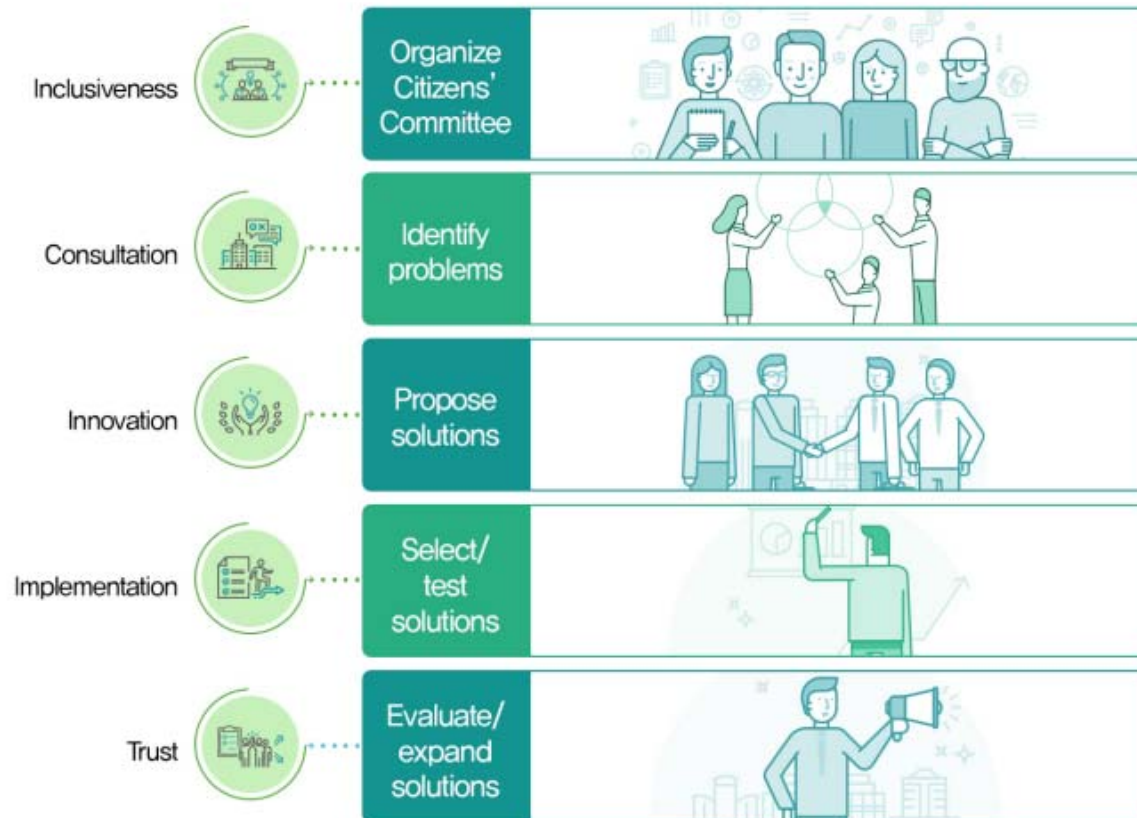 Inclusiveness
Organize
Citizens'
Committee
Consultation
Identify
problems
Innovation
Propose
solutions
Implementation
Select/
test
solutions
Trust
Evaluate/
expand
solutions